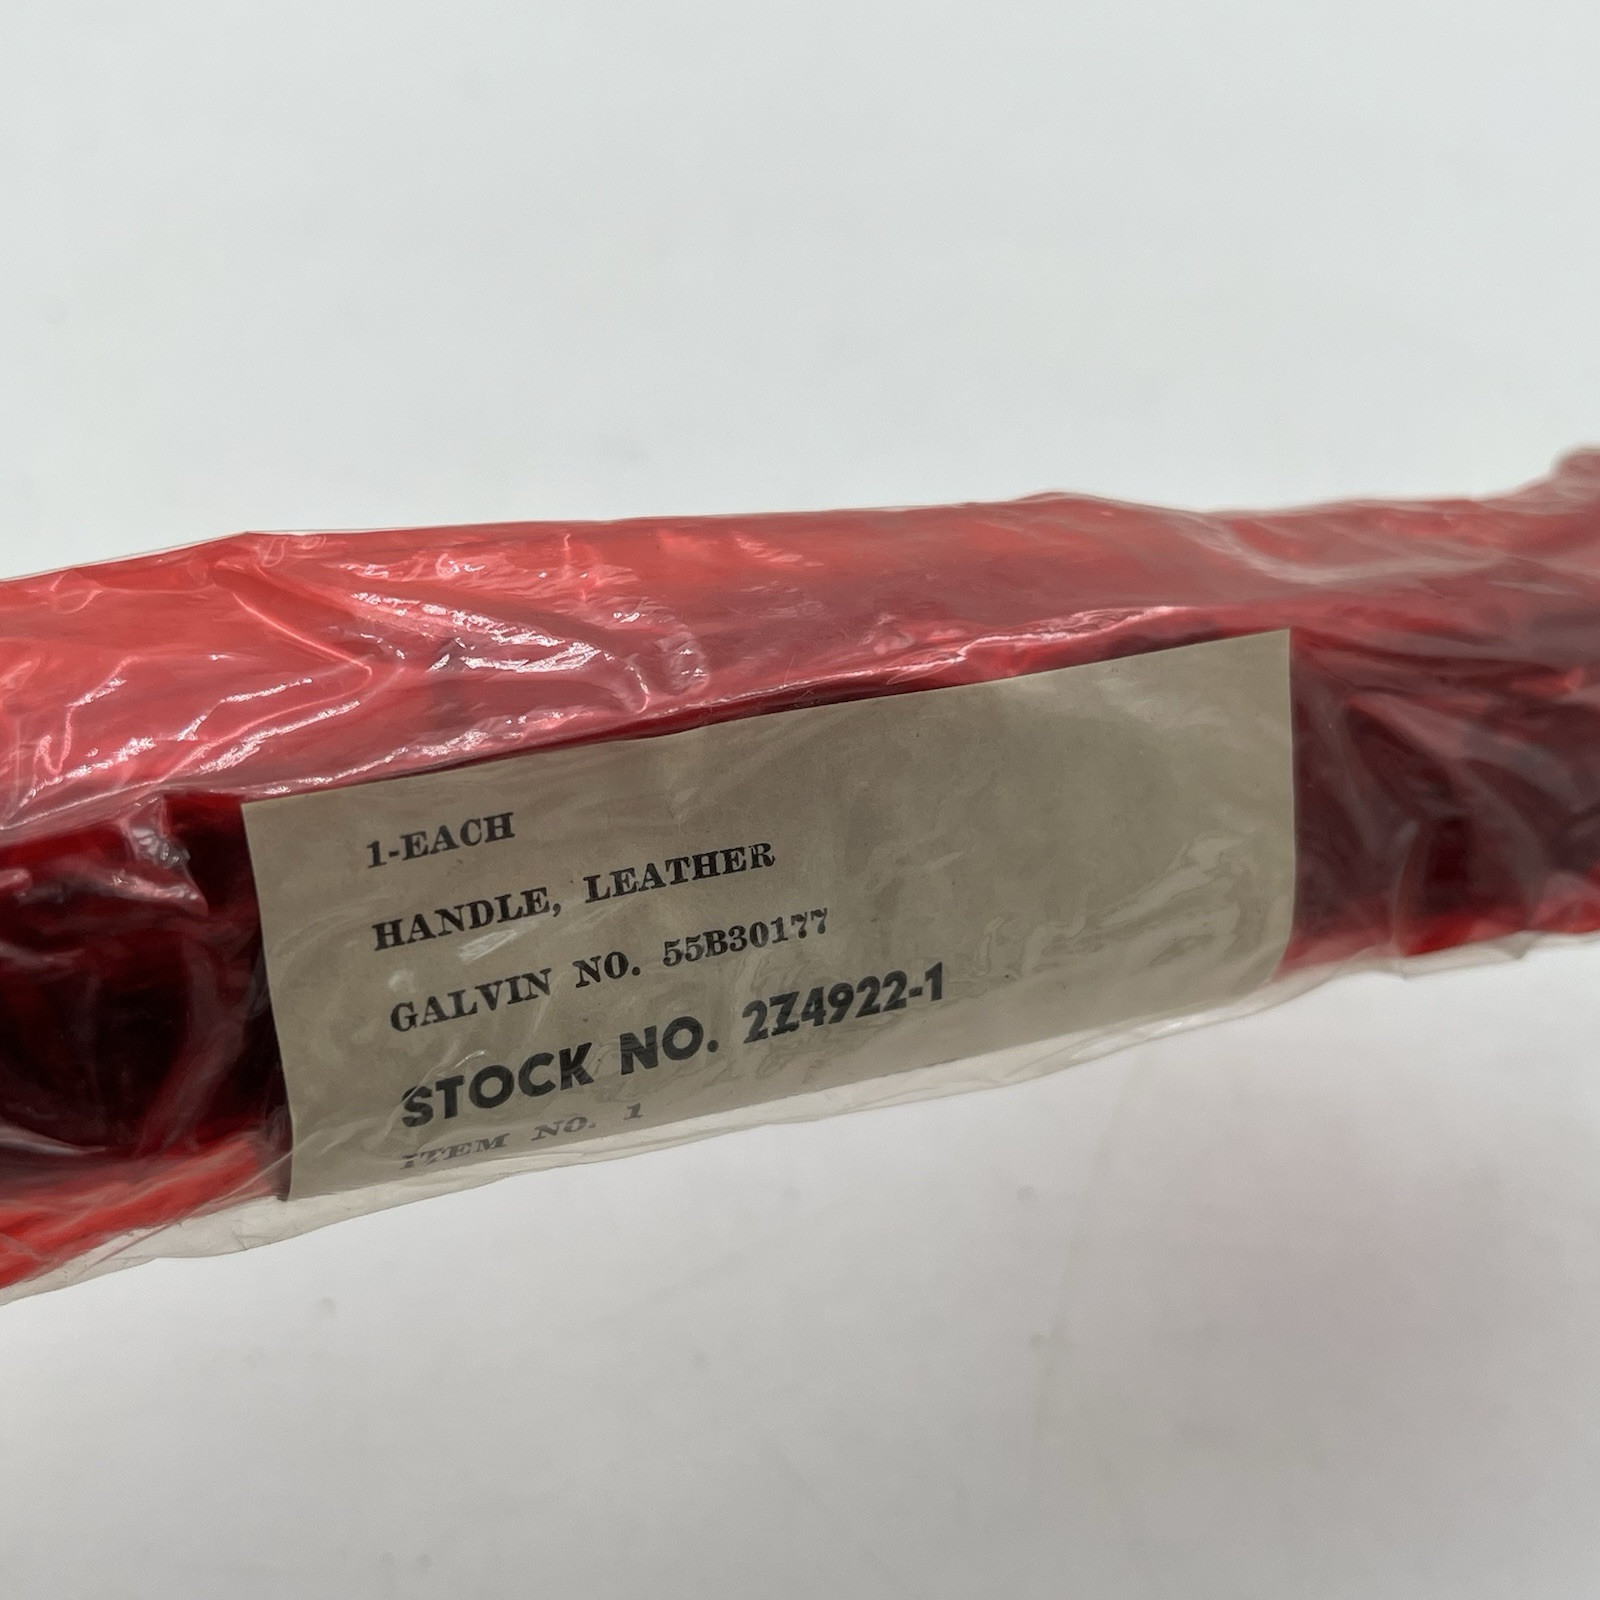 1-EACH
HANDLE, LEATHER
GALVIN NO. 55B30177
STOCK NO. 2Z4922-1
ITEM NO. 1